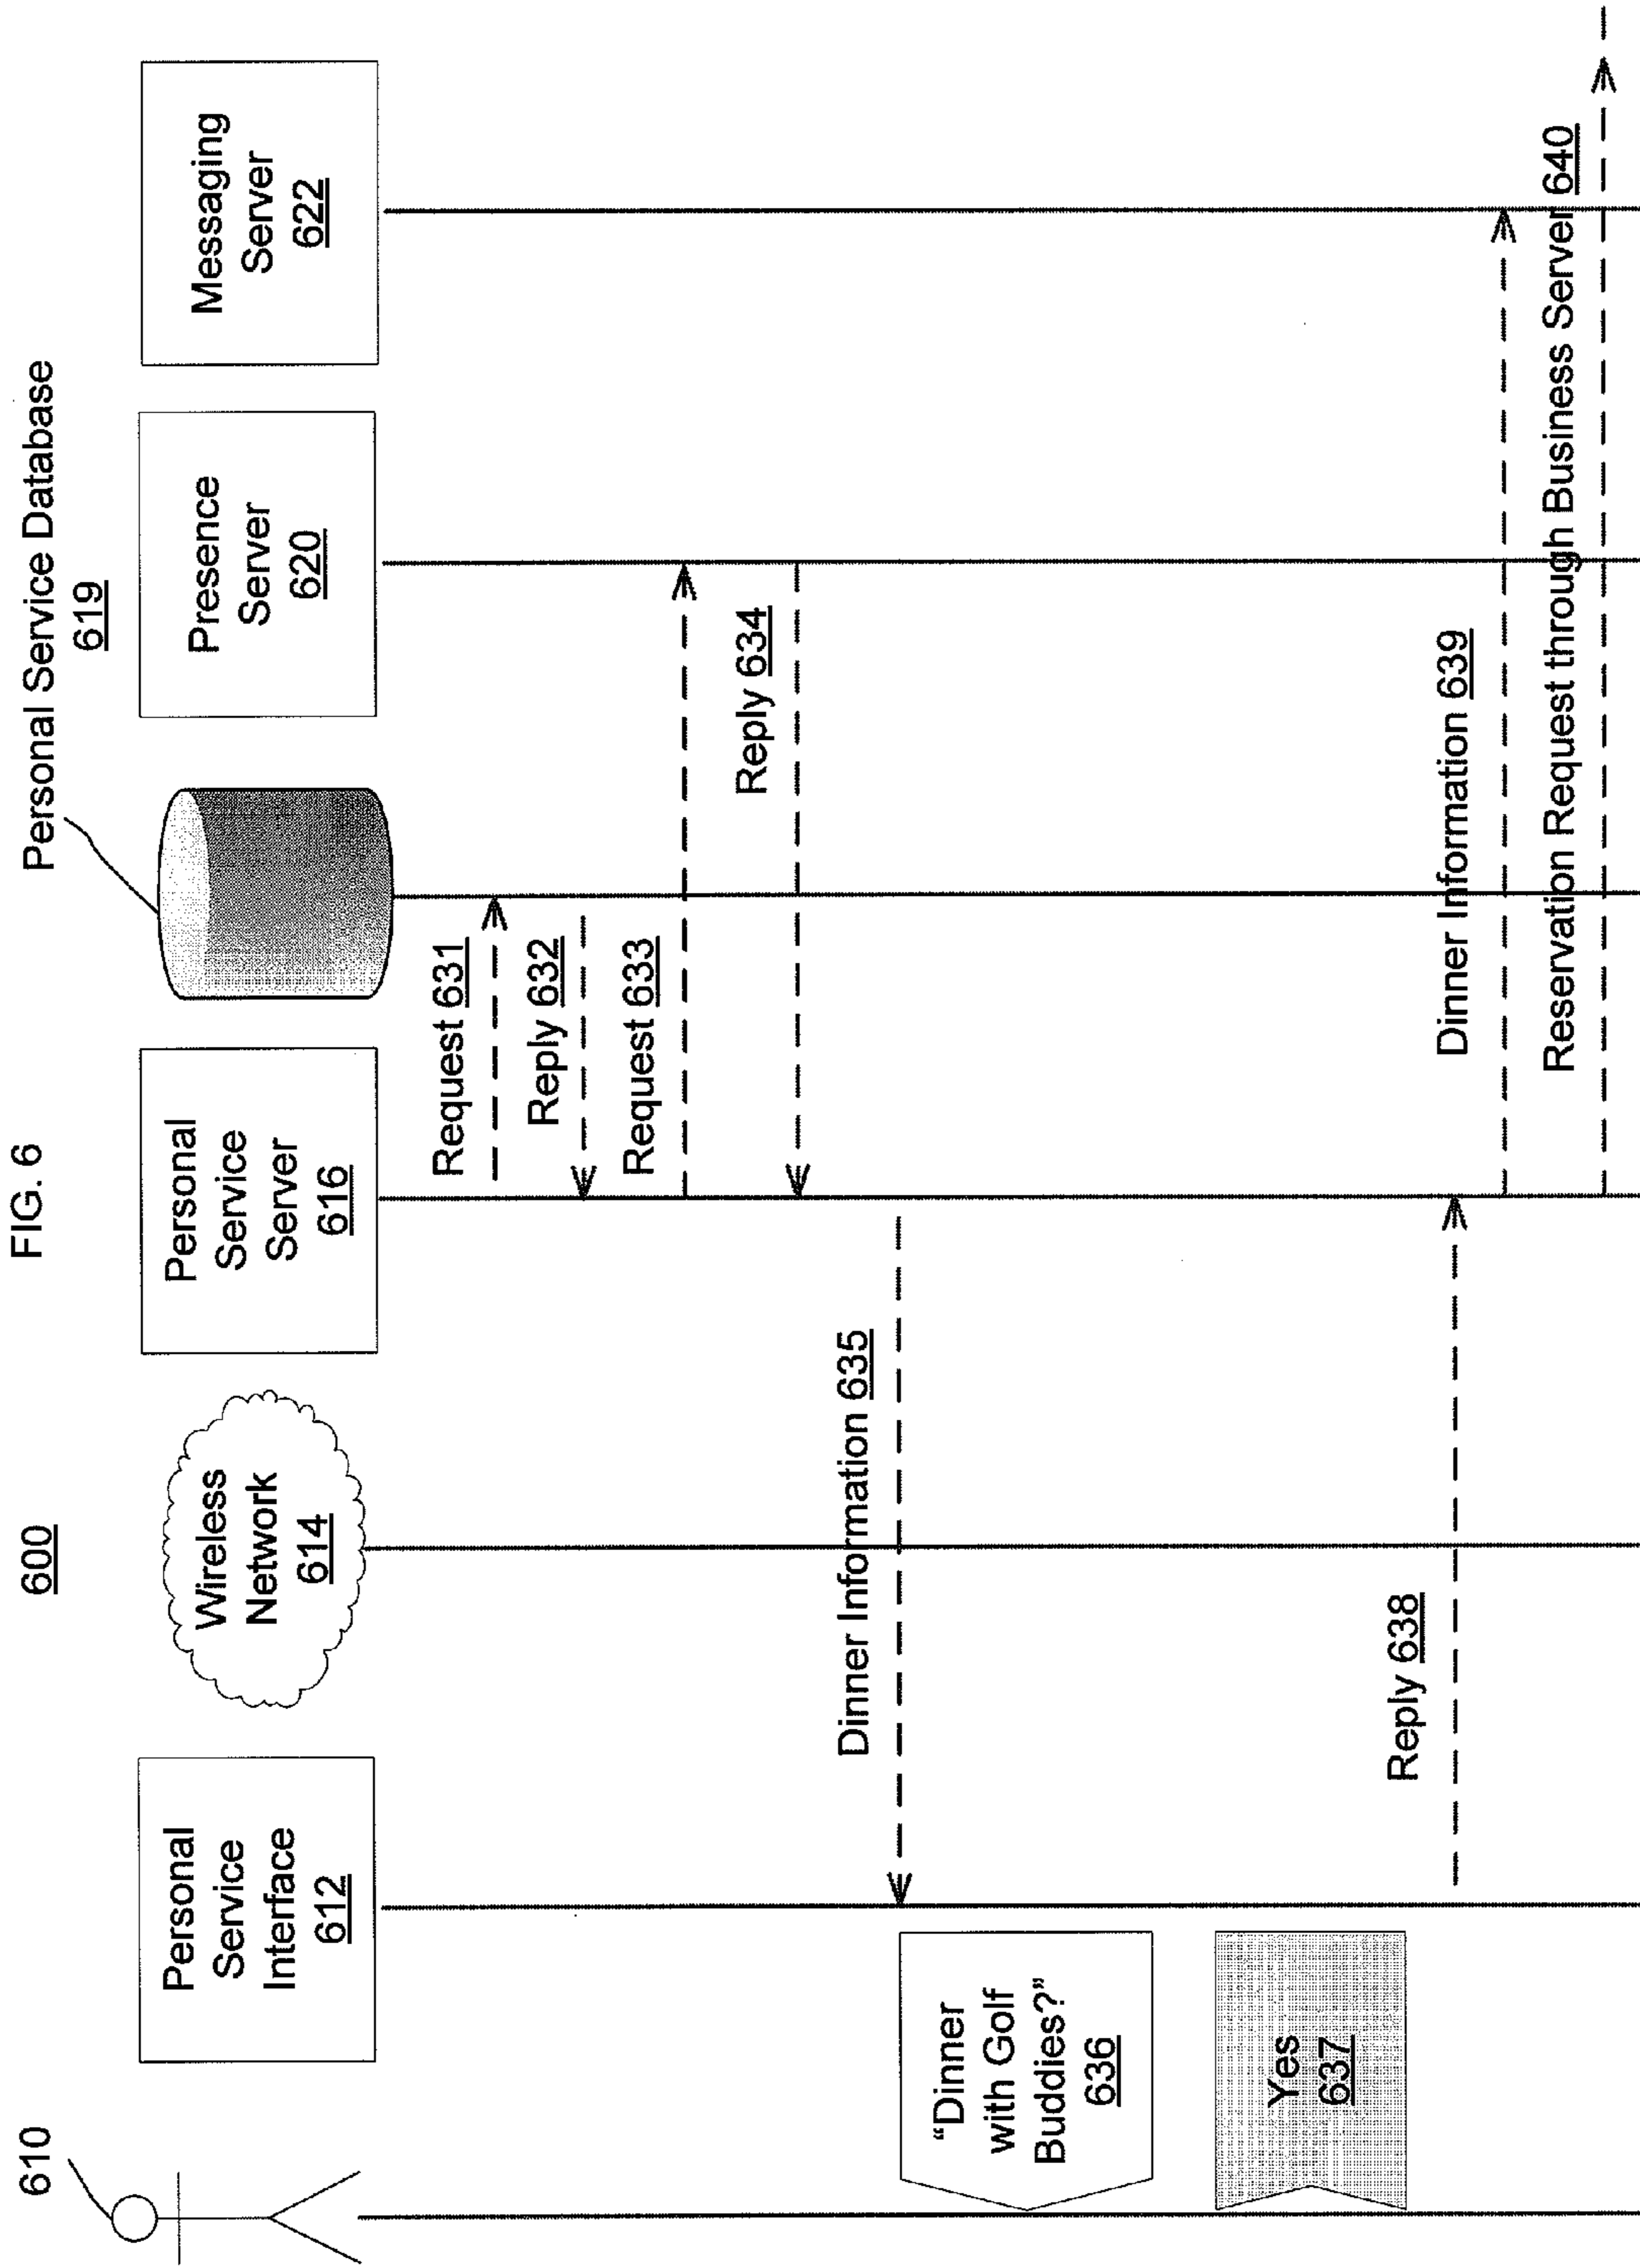 FIG. 6
600
610
Personal
Service
Interface
612
Wireless
Network
614
Personal
Service
Server
616
Personal Service Database
619
Presence
Server
620
Messaging
Server
622
Request 631
Reply 632
Request 633
Reply 634
Dinner Information 635
“Dinner
with Golf
Buddies?”
636
Yes
637
Reply 638
Dinner Information 639
Reservation Request through Business Server 640